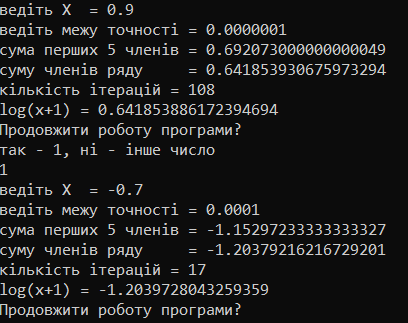 ведіть X  = 0.9
ведіть межу точності = 0.0000001
сума перших 5 членів = 0.692073000000000049
суму членів ряду     = 0.641853930675973294
кількість ітерацій = 108
log(x+1) = 0.641853886172394694
Продовжити роботу програми?
так - 1, ні - інше число
1
ведіть X  = -0.7
ведіть межу точності = 0.0001
сума перших 5 членів = -1.15297233333333327
суму членів ряду     = -1.20379216216729201
кількість ітерацій = 17
log(x+1) = -1.2039728043259359
Продовжити роботу програми?